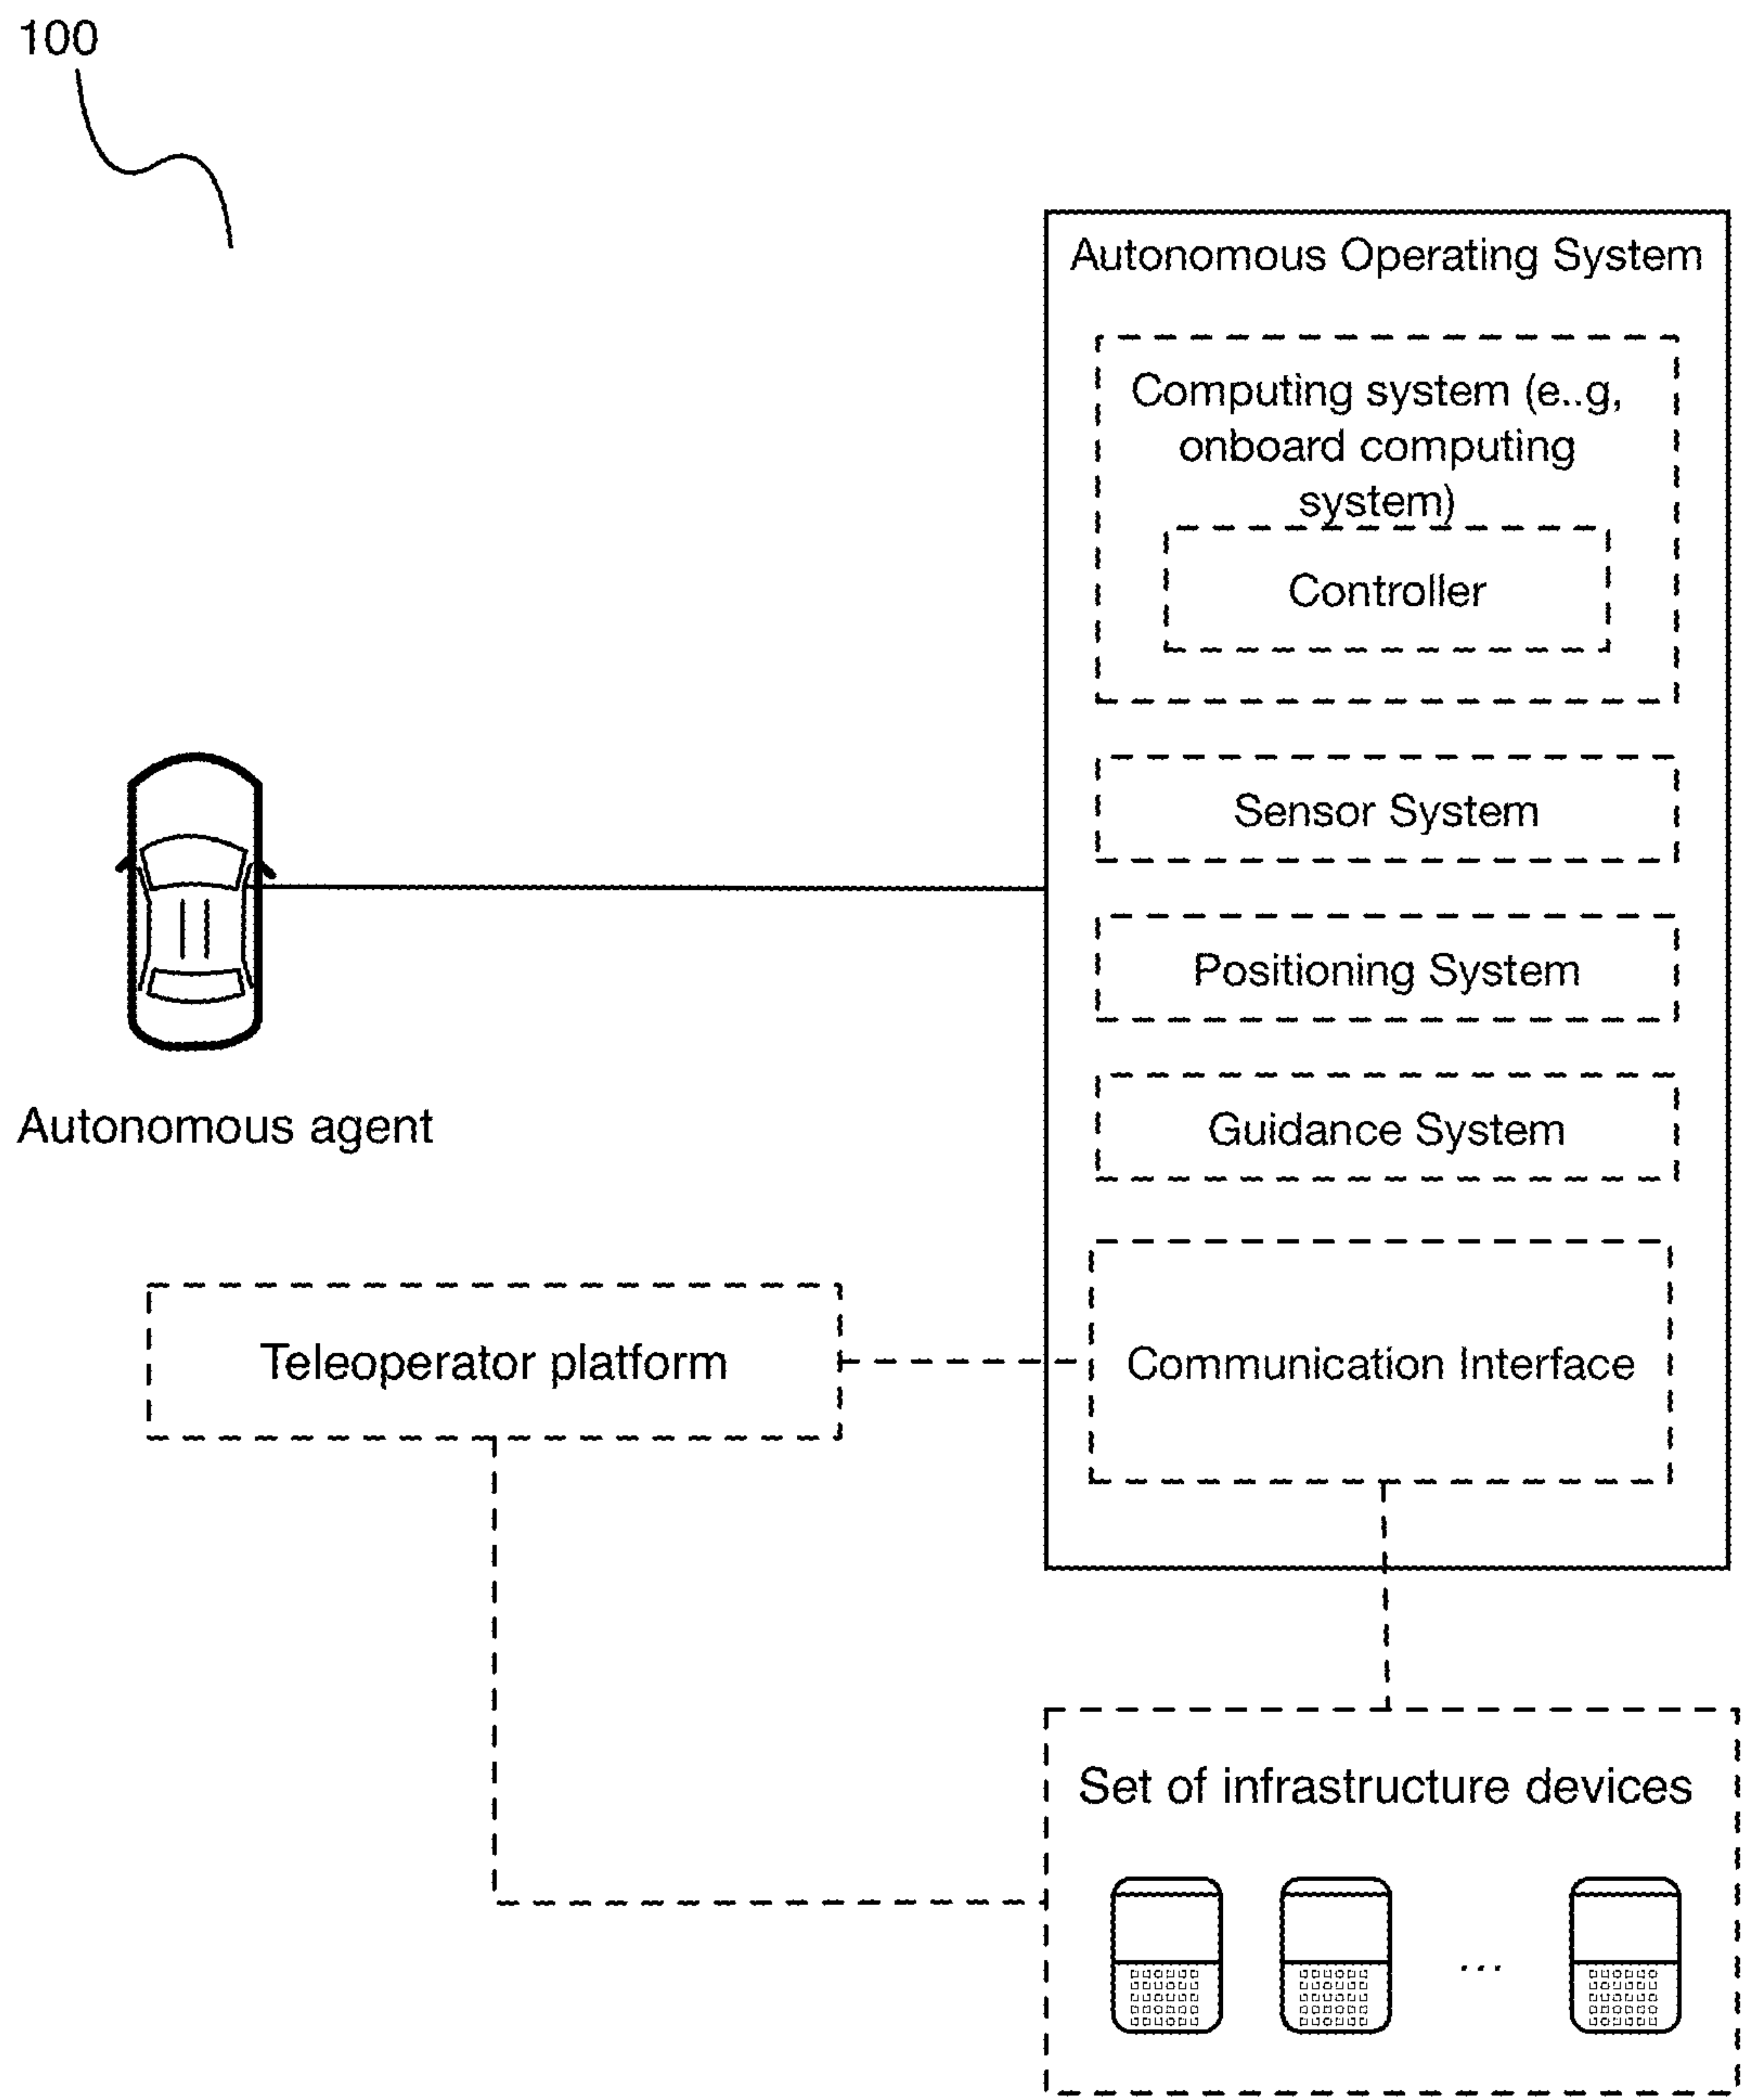 100
Autonomous Operating System
Computing system (e..g,
onboard computing
system)
Controller
Sensor System
Positioning System
Guidance System
Autonomous agent
Teleoperator platform
Communication Interface
Set of infrastructure devices
...